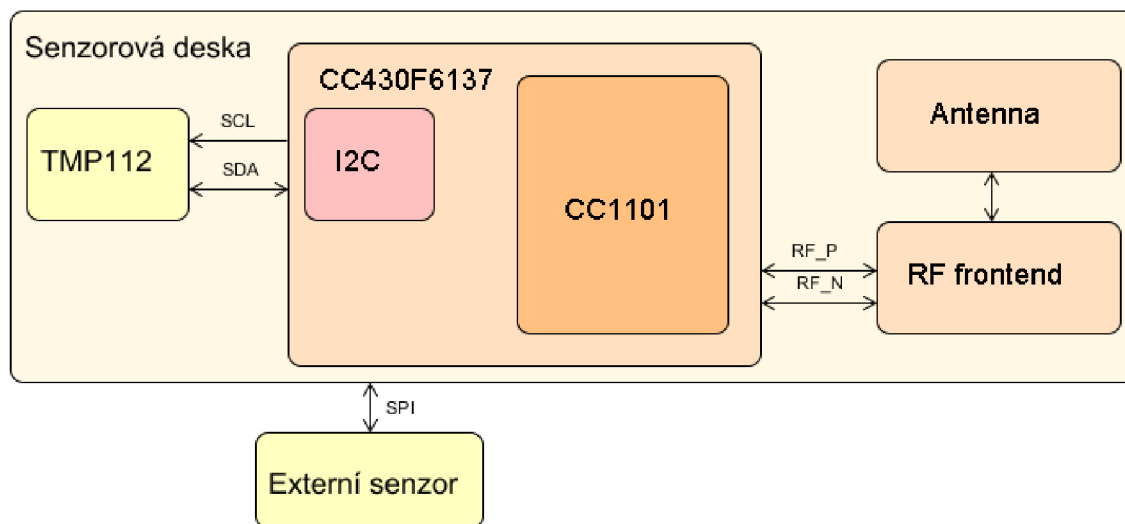 Senzorová deska
CC430F6137
TMP112
SCL
SDA
I2C
CC1101
Antenna
RF_P
RF_N
RF frontend
SPI
Externí senzor